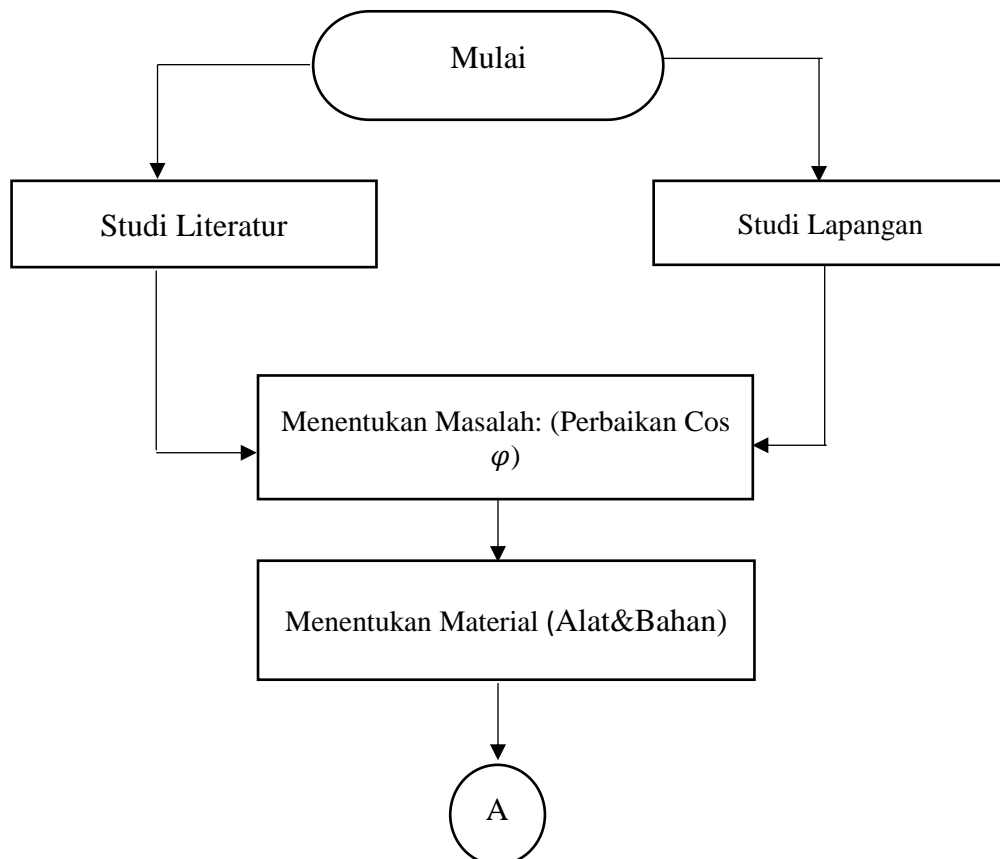 Mulai
Studi Literatur
Studi Lapangan
Menentukan Masalah: (Perbaikan Cos
𝜑)
Menentukan Material (Alat&Bahan)
A